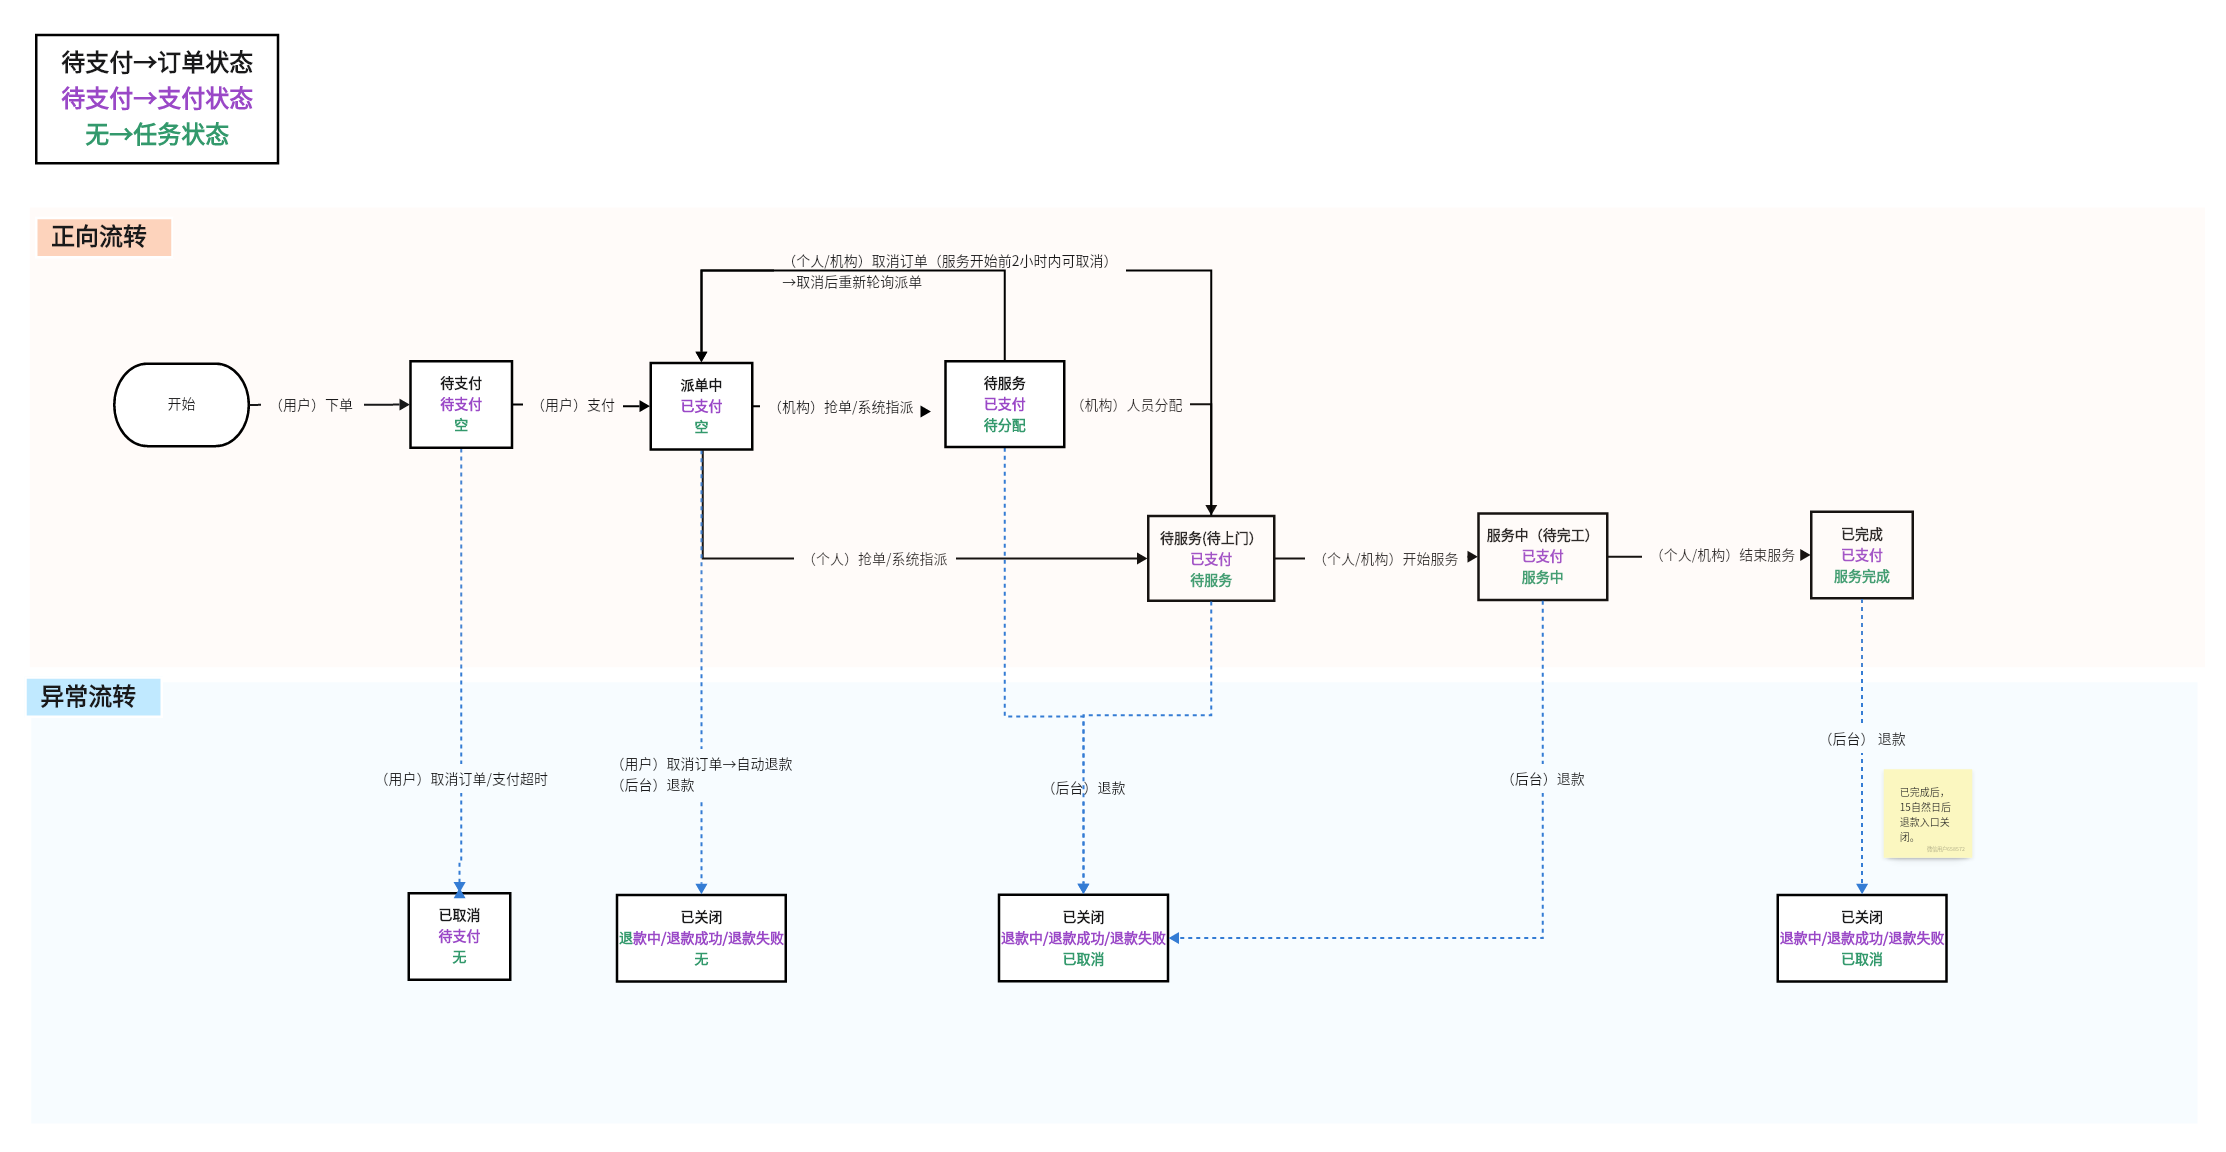 待支付→订单状态
待支付→支付状态
无→任务状态
正向流转
（个人/机构）取消订单（服务开始前2小时内可取消）
→取消后重新轮询派单
开始
（用户）下单
待支付
待支付
空
（用户）支付
派单中
已支付
空
（机构）抢单/系统指派
待服务
已支付
待分配
（机构）人员分配
（个人）抢单/系统指派
待服务(待上门）
已支付
待服务
（个人/机构）开始服务
服务中（待完工）
已支付
服务中
（个人/机构）结束服务
已完成
已支付
服务完成
异常流转
（用户）取消订单/支付超时
（用户）取消订单→自动退款
（后台）退款
（后台）退款
（后台）退款
（后台） 退款
已完成后，
15自然日后
退款入口关
闭。
已取消
待支付
无
已关闭
退款中/退款成功/退款失败
无
已关闭
退款中/退款成功/退款失败
已取消
已关闭
退款中/退款成功/退款失败
已取消